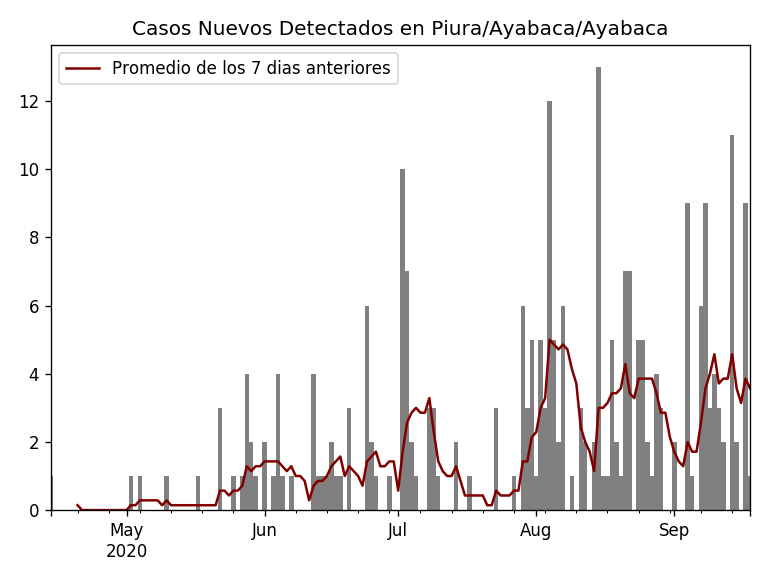 Casos Nuevos Detectados en Piura/Ayabaca/Ayabaca
Promedio de los 7 dias anteriores
12
10
8
6
4
2
0
May Jun Jul Aug Sep
2020